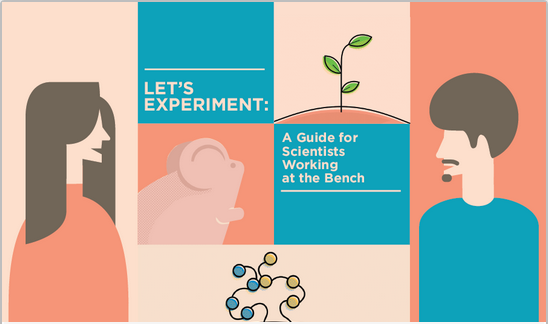 LET'S
EXPERIMENT:
A Guide for
Scientists
Working
at the Bench